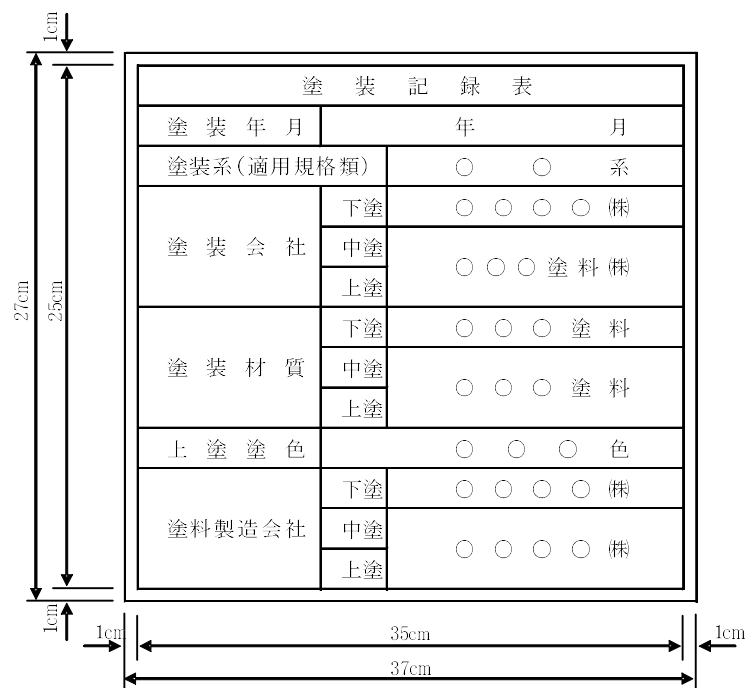 1cm
塗装記録表
塗装年月 年 月
塗装系(適用規格類) ○ ○ 系
塗装会社 下塗 ○ ○ ○ ○ ㈱
中塗 ○ ○ ○ 塗料㈱
上塗
塗装材質 下塗 ○ ○ ○ 塗料
中塗 ○ ○ ○ 塗料
上塗
上塗塗色 ○ ○ ○ 色
塗料製造会社 下塗 ○ ○ ○ ○ ㈱
中塗 ○ ○ ○ ○ ㈱
上塗
27cm
25cm
1cm
1cm
35cm
1cm
37cm